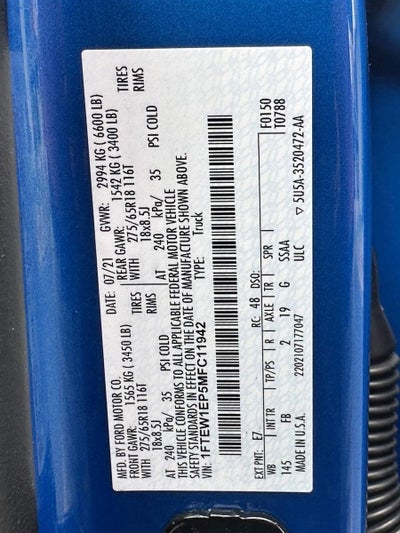 MFD. BY FORD MOTOR CO.
DATE: 07/21 GVWR: 2994 KG ( 6600 LB)
FRONT GAWR: 1565 KG ( 3450 LB) REAR GAWR: 1542 KG ( 3400 LB)
WITH 275/65R18 116T TIRES WITH 275/65R18 116T TIRES
18x8.5J RIMS 18x8.5J RIMS
AT 240 kPa/ 35 PSI COLD AT 240 kPa/ 35 PSI COLD
THIS VEHICLE CONFORMS TO ALL APPLICABLE FEDERAL MOTOR VEHICLE
SAFETY STANDARDS IN EFFECT ON THE DATE OF MANUFACTURE SHOWN ABOVE.
VIN: 1FTEW1EP5MFC11942
TYPE: Truck
F0150
T0788
EXT PNT: E7 RC: 48 DSO:
WB INT TR TP/PS R AXLE TR SPR
145 FB 2 19 G SSAA
MADE IN U.S.A. 2202107177047 ULC
▽ 5U5A-3520472-AA